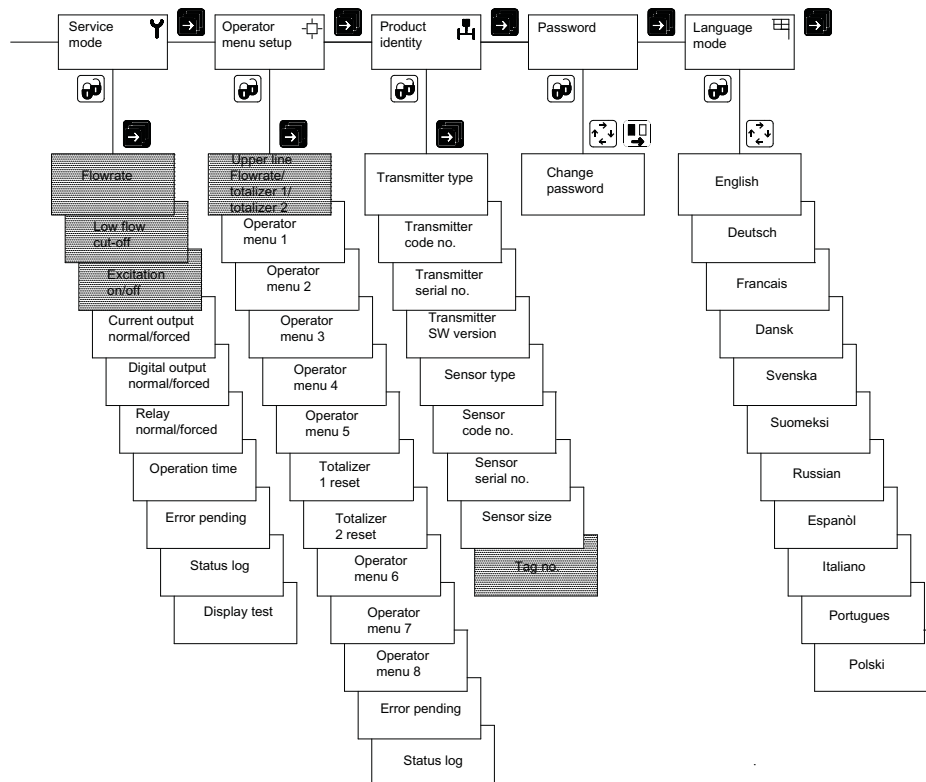 Service
mode
Operator
menu setup
Product
identity
Password
Language
mode
Flowrate
Low flow
cut-off
Excitation
on/off
Current output
normal/forced
Digital output
normal/forced
Relay
normal/forced
Operation time
Error pending
Status log
Display test
Upper line
Flowrate/
totalizer 1/
totalizer 2
Operator
menu 1
Operator
menu 2
Operator
menu 3
Operator
menu 4
Operator
menu 5
Totalizer
1 reset
Totalizer
2 reset
Operator
menu 6
Operator
menu 7
Operator
menu 8
Error pending
Status log
Transmitter type
Transmitter
code no.
Transmitter
serial no.
Transmitter
SW version
Sensor type
Sensor
code no.
Sensor
serial no.
Sensor size
Tag no.
Change
password
English
Deutsch
Francais
Dansk
Svenska
Suomeksi
Russian
Espanòl
Italiano
Portugues
Polski